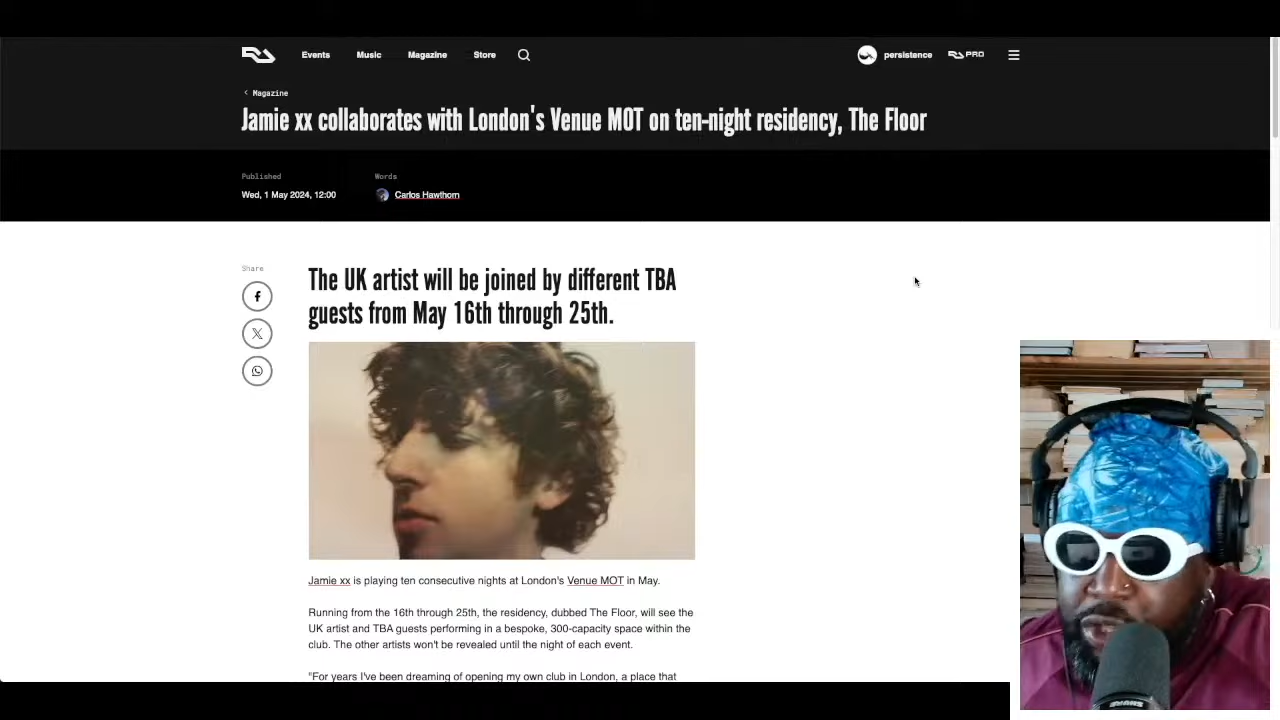 RA
Events
Music
Magazine
Store
persistance
RA PRO
Magazine
Jamie xx collaborates with London's Venue MOT on ten-night residency, The Floor
Published
Words
Wed, 1 May 2024, 12:00
Carlos Hawthorn
Share
The UK artist will be joined by different TBA
guests from May 16th through 25th.
Jamie xx is playing ten consecutive nights at London's Venue MOT in May.
Running from the 16th through 25th, the residency, dubbed The Floor, will see the
UK artist and TBA guests performing in a bespoke, 300-capacity space within the
club. The other artists won't be revealed until the night of each event.
"For years I've been dreaming of opening my own club in London, a place that
SHURE